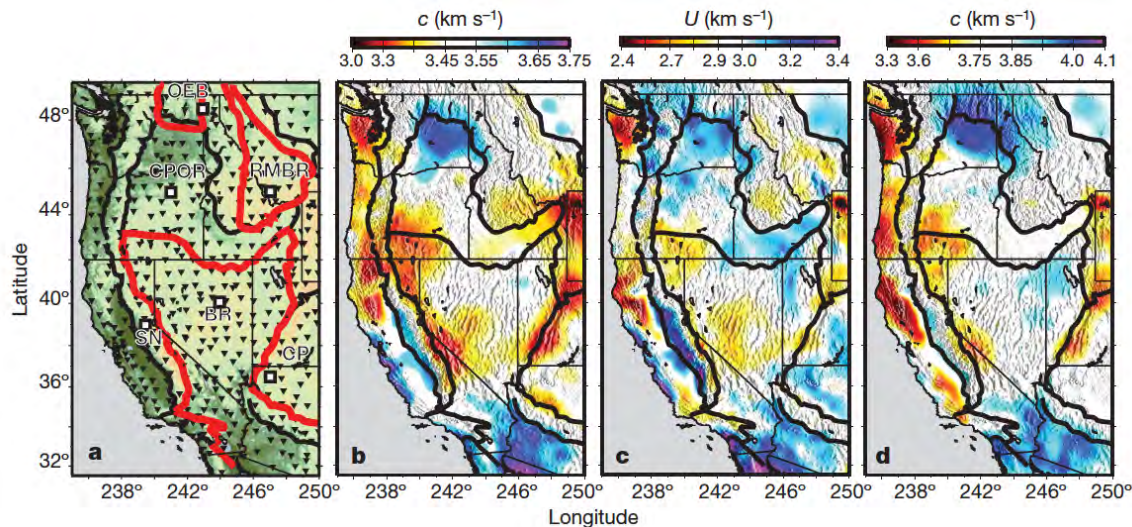 c (km s⁻¹) U (km s⁻¹) c (km s⁻¹)
3.0 3.3 3.45 3.55 3.65 3.75 2.4 2.7 2.9 3.0 3.2 3.4 3.3 3.6 3.75 3.85 4.0 4.1
OEB
48°
CPOR RMBR
44°
Latitude
40°
BR
SN
CP
36°
32°
a b c d
238 242 246 250° 238 242 246 250° 238 242 246 250° 238 242 246 250°
Longitude